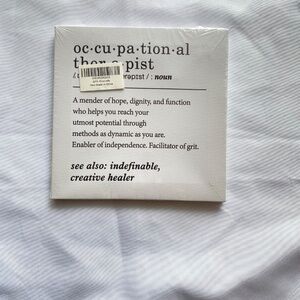 oc·cu·pa·tion·al
ther·a·pist
/ : noun
A mender of hope, dignity, and function
who helps you reach your
utmost potential through
methods as dynamic as you are.
Enabler of independence. Facilitator of grit.
see also: indefinable,
creative healer